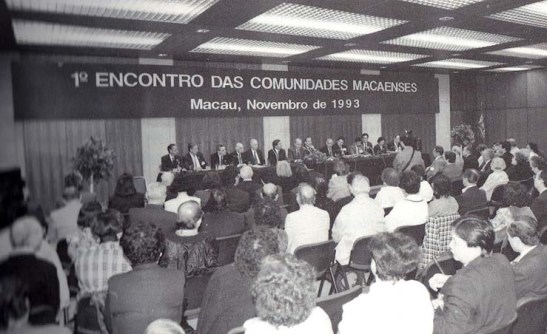 1º ENCONTRO DAS COMUNIDADES MACAENSES
Macau, Novembro de 1993